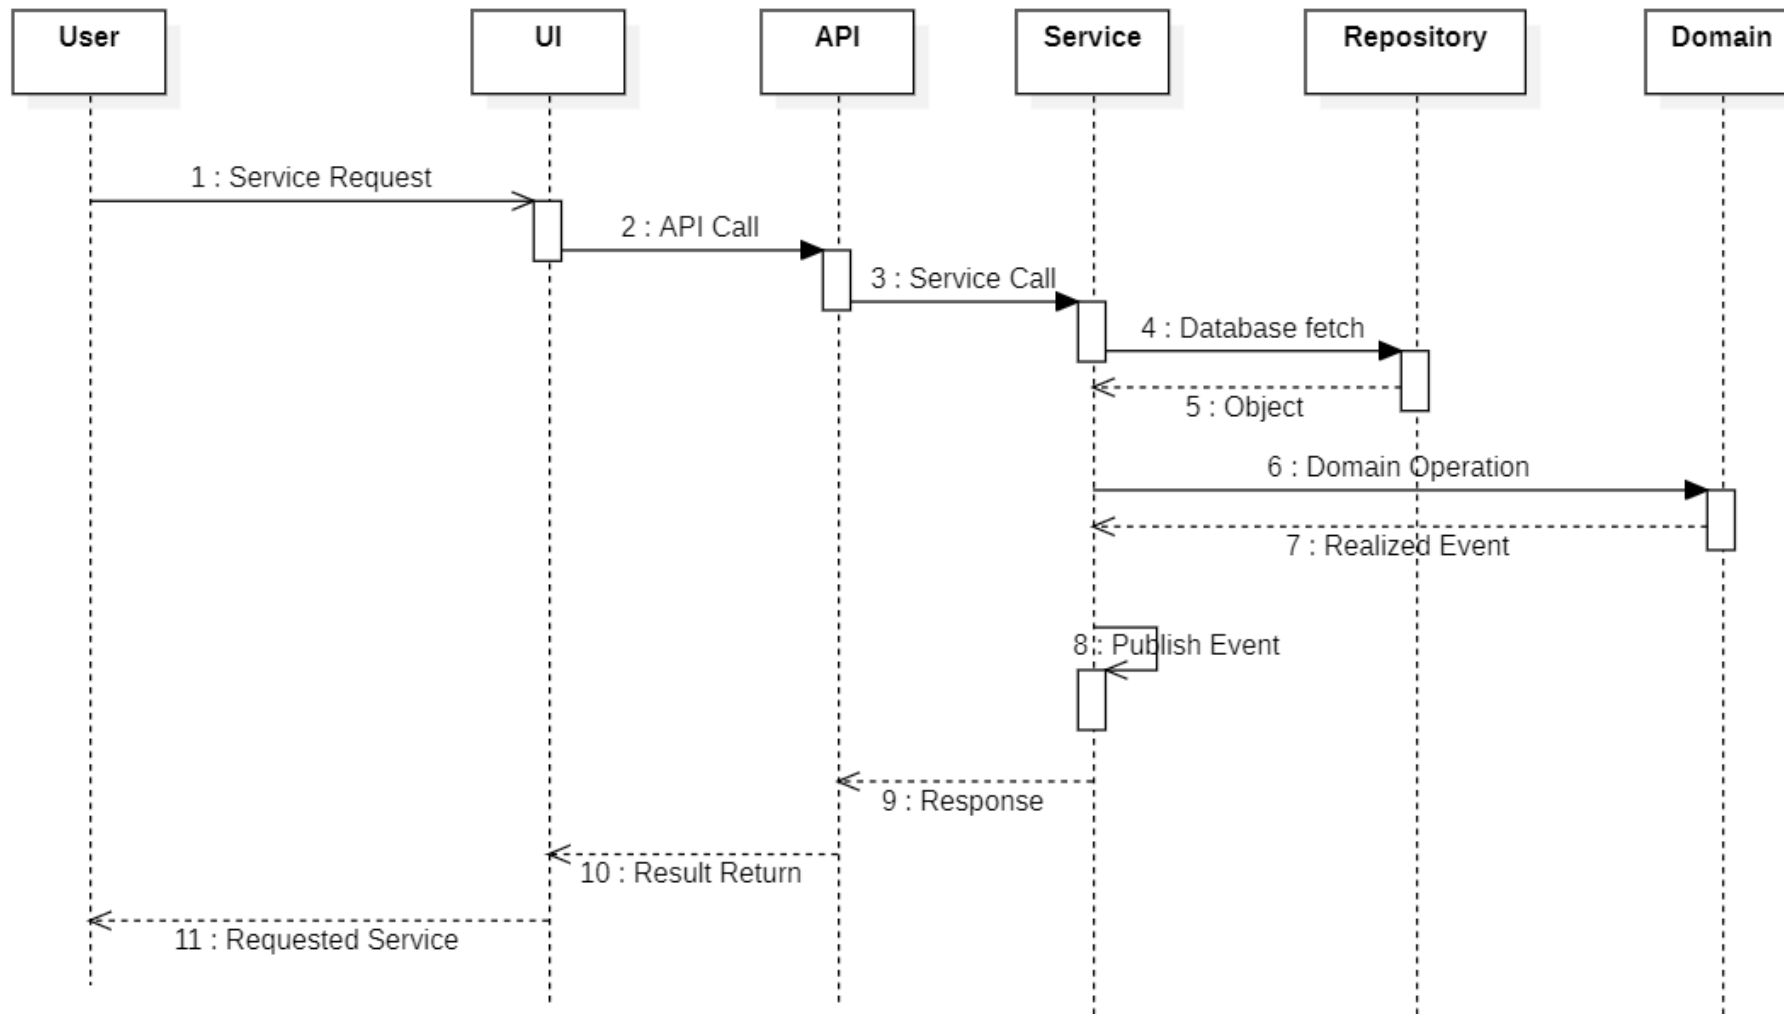 User
UI
API
Service
Repository
Domain
1 : Service Request
2 : API Call
3 : Service Call
4 : Database fetch
5 : Object
6 : Domain Operation
7 : Realized Event
8 : Publish Event
9 : Response
10 : Result Return
11 : Requested Service